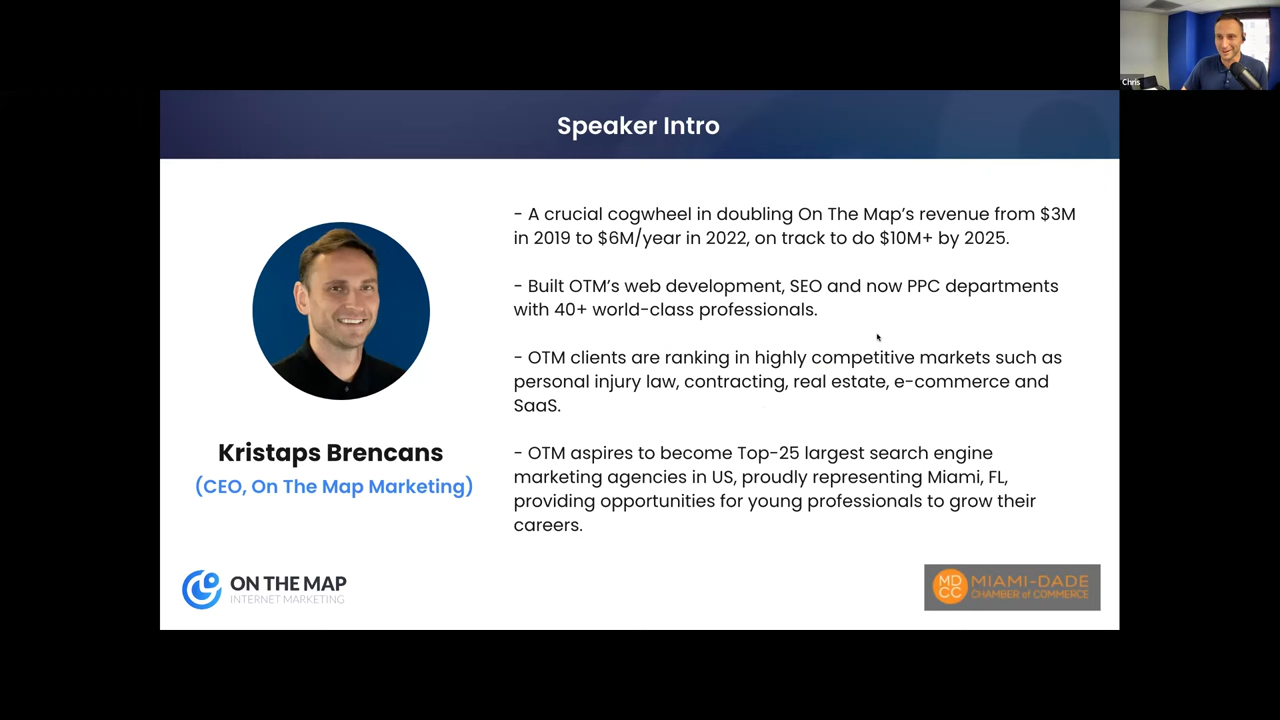 Chris
Speaker Intro
- A crucial cogwheel in doubling On The Map's revenue from $3M
in 2019 to $6M/year in 2022, on track to do $10M+ by 2025.
- Built OTM's web development, SEO and now PPC departments
with 40+ world-class professionals.
- OTM clients are ranking in highly competitive markets such as
personal injury law, contracting, real estate, e-commerce and
SaaS.
- OTM aspires to become Top-25 largest search engine
marketing agencies in US, proudly representing Miami, FL,
providing opportunities for young professionals to grow their
careers.
Kristaps Brencans
(CEO, On The Map Marketing)
ON THE MAP
INTERNET MARKETING
MD
CC
MIAMI-DADE
CHAMBER of COMMERCE